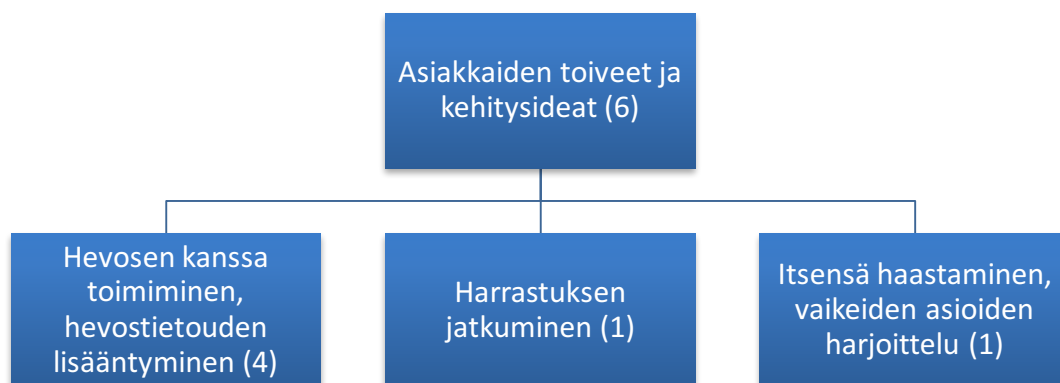 Asiakkaiden toiveet ja
kehitysideat (6)
Hevosen kanssa
toimiminen,
hevostietouden
lisääntyminen (4)
Harrastuksen
jatkuminen (1)
Itsensä haastaminen,
vaikeiden asioiden
harjoittelu (1)